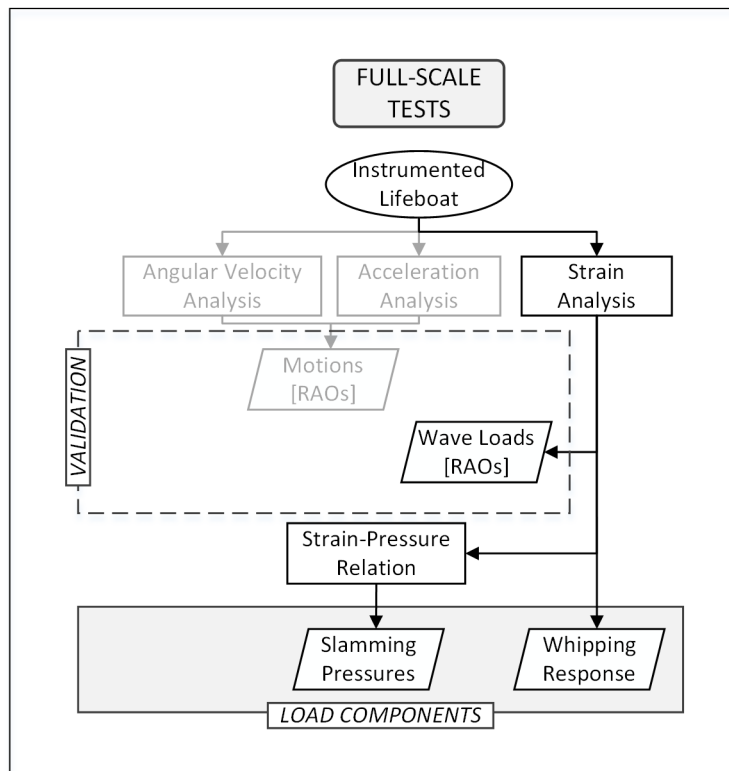 FULL-SCALE
TESTS
Instrumented
Lifeboat
Angular Velocity
Analysis
Acceleration
Analysis
Strain
Analysis
VALIDATION
Motions
[RAOs]
Wave Loads
[RAOs]
Strain-Pressure
Relation
Slamming
Pressures
Whipping
Response
LOAD COMPONENTS